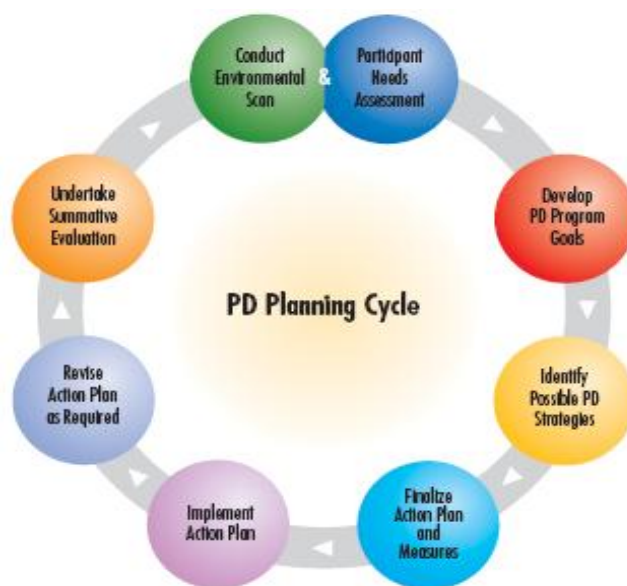 Conduct
Environmental
Scan
&
Participant
Needs
Assessment
Develop
PD Program
Goals
Identify
Possible PD
Strategies
Finalize
Action Plan
and
Measures
Implement
Action Plan
Revise
Action Plan
as Required
Undertake
Summative
Evaluation
PD Planning Cycle